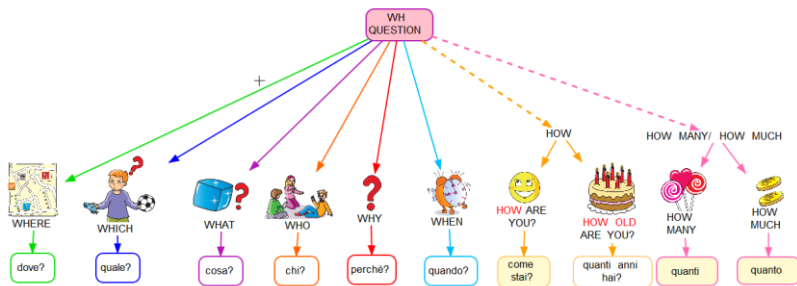 WH
QUESTION
HOW
HOW MANY/ HOW MUCH
WHERE
WHICH
WHAT
WHO
WHY
WHEN
HOW ARE
YOU?
HOW OLD
ARE YOU?
HOW
MANY
HOW
MUCH
dove?
quale?
cosa?
chi?
perchè?
quando?
come
stai?
quanti anni
hai?
quanti
quanto